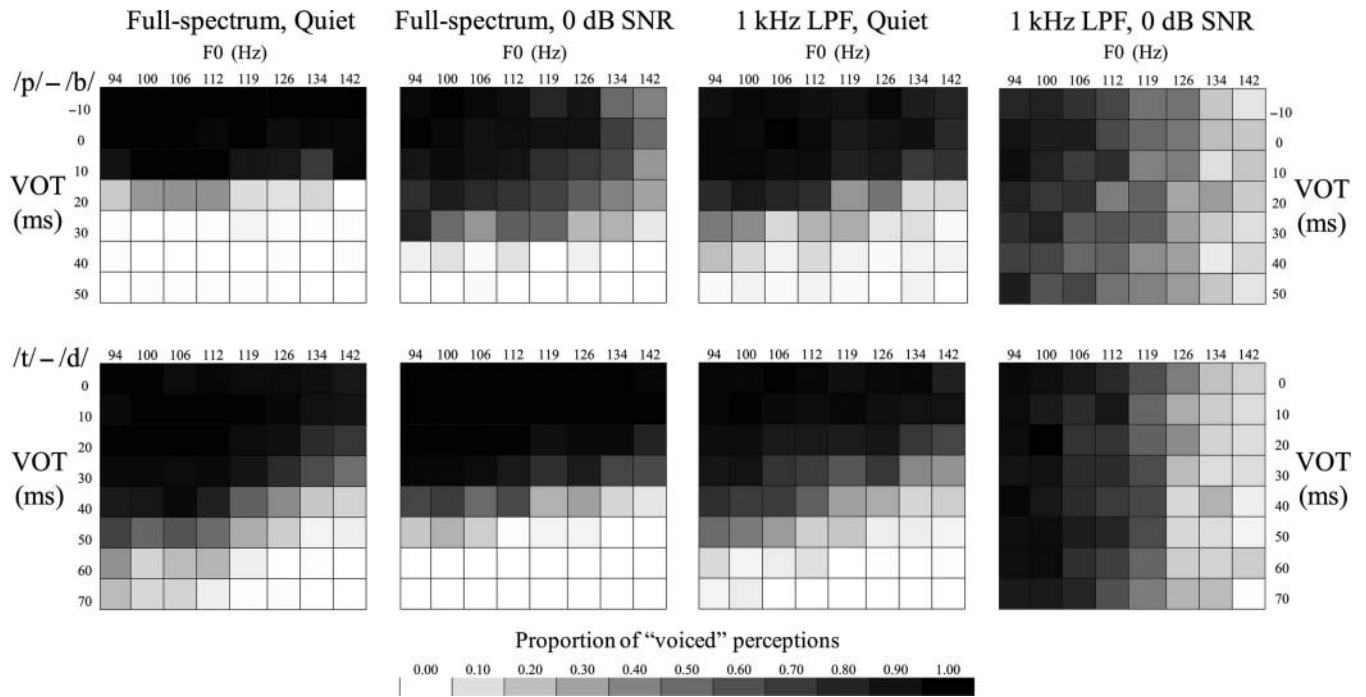 Full-spectrum, Quiet Full-spectrum, 0 dB SNR 1 kHz LPF, Quiet 1 kHz LPF, 0 dB SNR
F0 (Hz) F0 (Hz) F0 (Hz) F0 (Hz)
/p/ – /b/ 94 100 106 112 119 126 134 142 94 100 106 112 119 126 134 142 94 100 106 112 119 126 134 142 94 100 106 112 119 126 134 142
–10 –10
0 0
10 10
VOT VOT
(ms) 20 (ms) 20
30 30
40 40
50 50
/t/ – /d/ 94 100 106 112 119 126 134 142 94 100 106 112 119 126 134 142 94 100 106 112 119 126 134 142 94 100 106 112 119 126 134 142
0 0
10 10
20 20
VOT VOT
(ms) 30 (ms) 30
40 40
50 50
60 60
70 70
Proportion of “voiced” perceptions
0.00 0.10 0.20 0.30 0.40 0.50 0.60 0.70 0.80 0.90 1.00